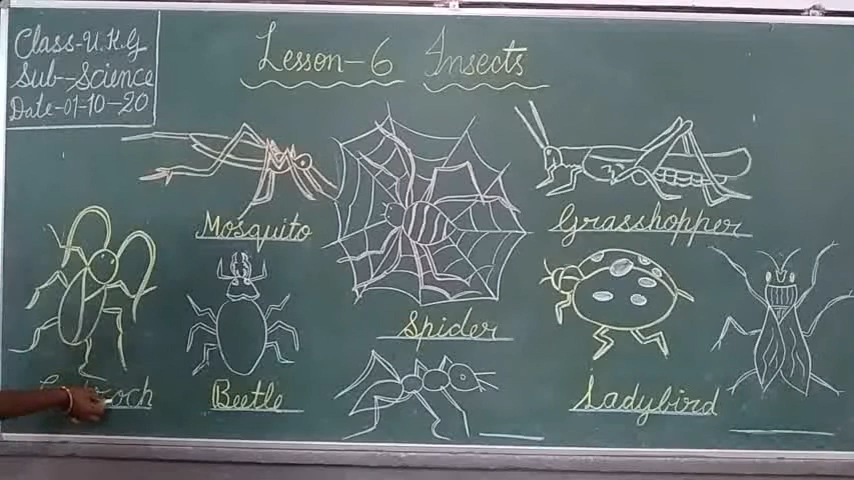 Class-U.K.G
Sub-Science
Date-01-10-20
Lesson-6 Insects
Mosquito
Grasshopper
Spider
Beetle
Ladybird